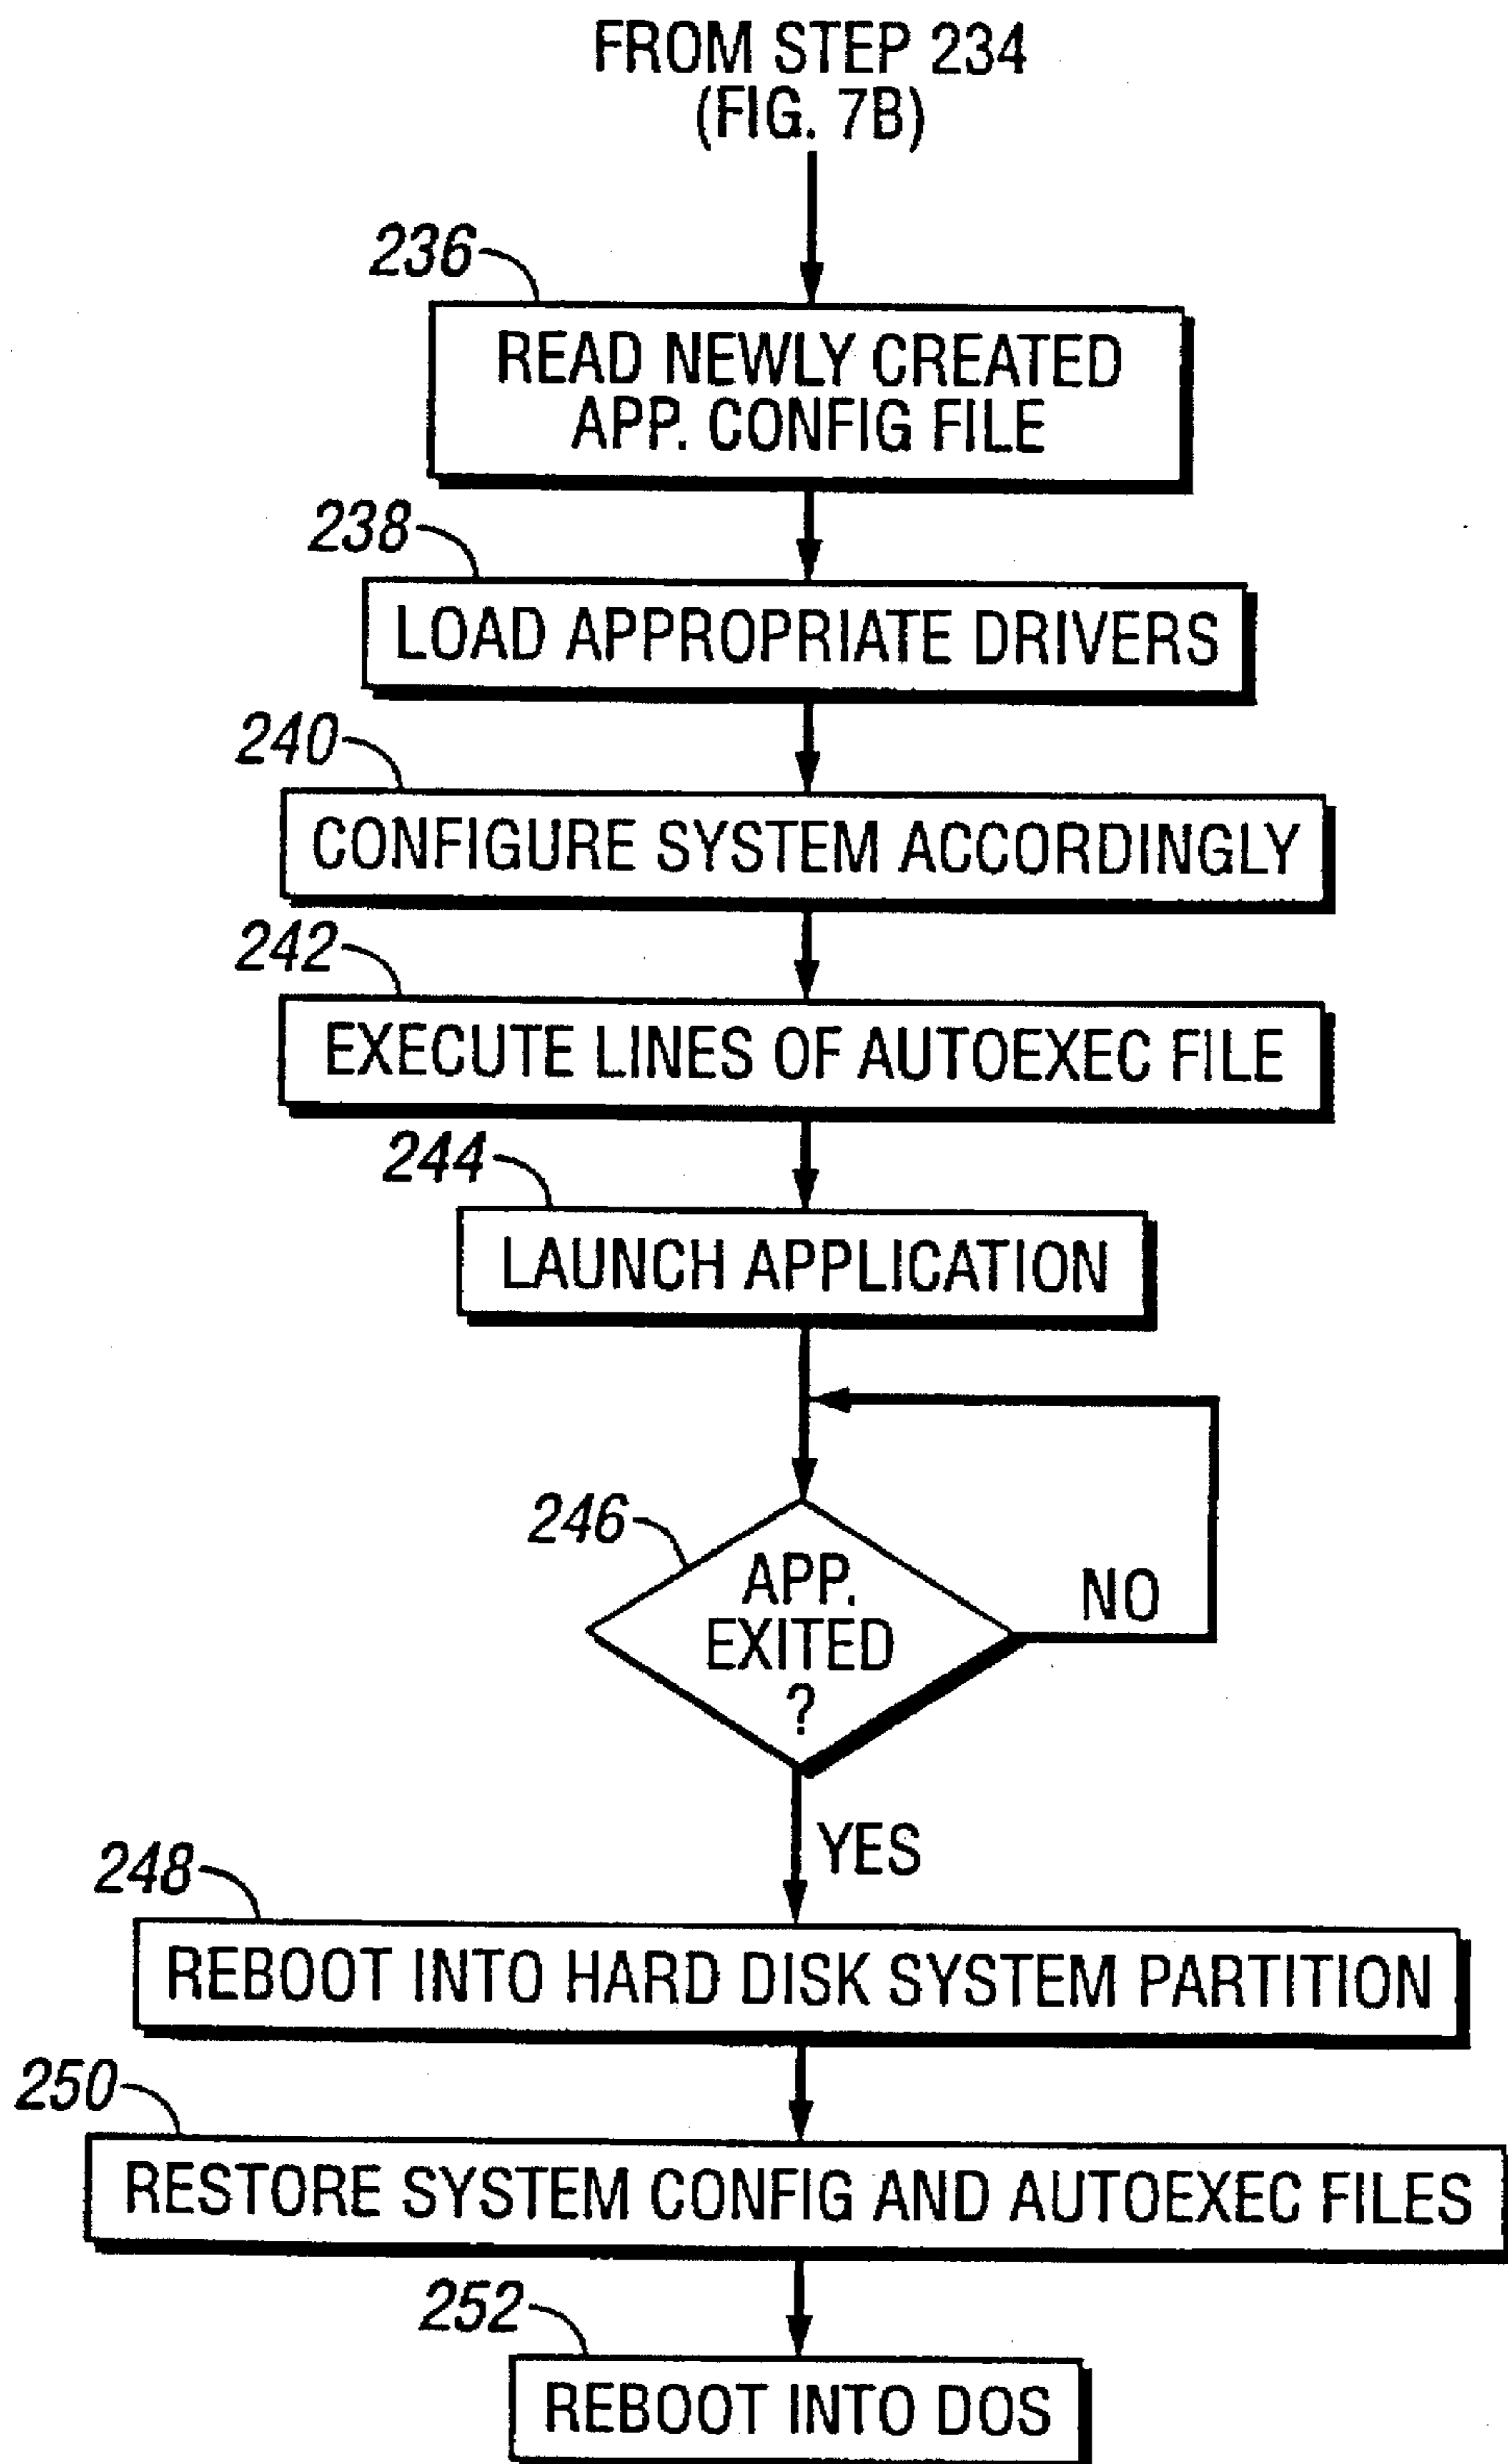 FROM STEP 234
(FIG. 7B)
236
READ NEWLY CREATED
APP. CONFIG FILE
238
LOAD APPROPRIATE DRIVERS
240
CONFIGURE SYSTEM ACCORDINGLY
242
EXECUTE LINES OF AUTOEXEC FILE
244
LAUNCH APPLICATION
246
APP.
EXITED
?
NO
YES
248
REBOOT INTO HARD DISK SYSTEM PARTITION
250
RESTORE SYSTEM CONFIG AND AUTOEXEC FILES
252
REBOOT INTO DOS